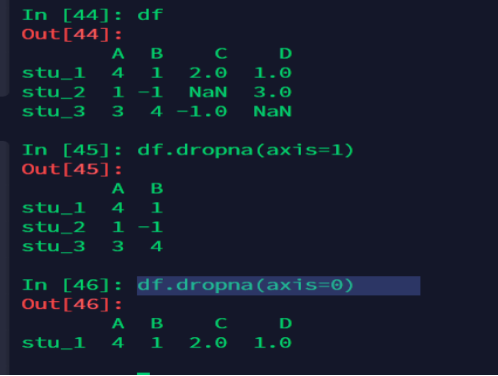 In [44]: df
Out[44]:
       A  B    C    D
stu_1  4  1  2.0  1.0
stu_2  1 −1  NaN  3.0
stu_3  3  4 −1.0  NaN
In [45]: df.dropna(axis=1)
Out[45]:
       A  B
stu_1  4  1
stu_2  1 −1
stu_3  3  4
In [46]: df.dropna(axis=0)
Out[46]:
       A  B    C    D
stu_1  4  1  2.0  1.0